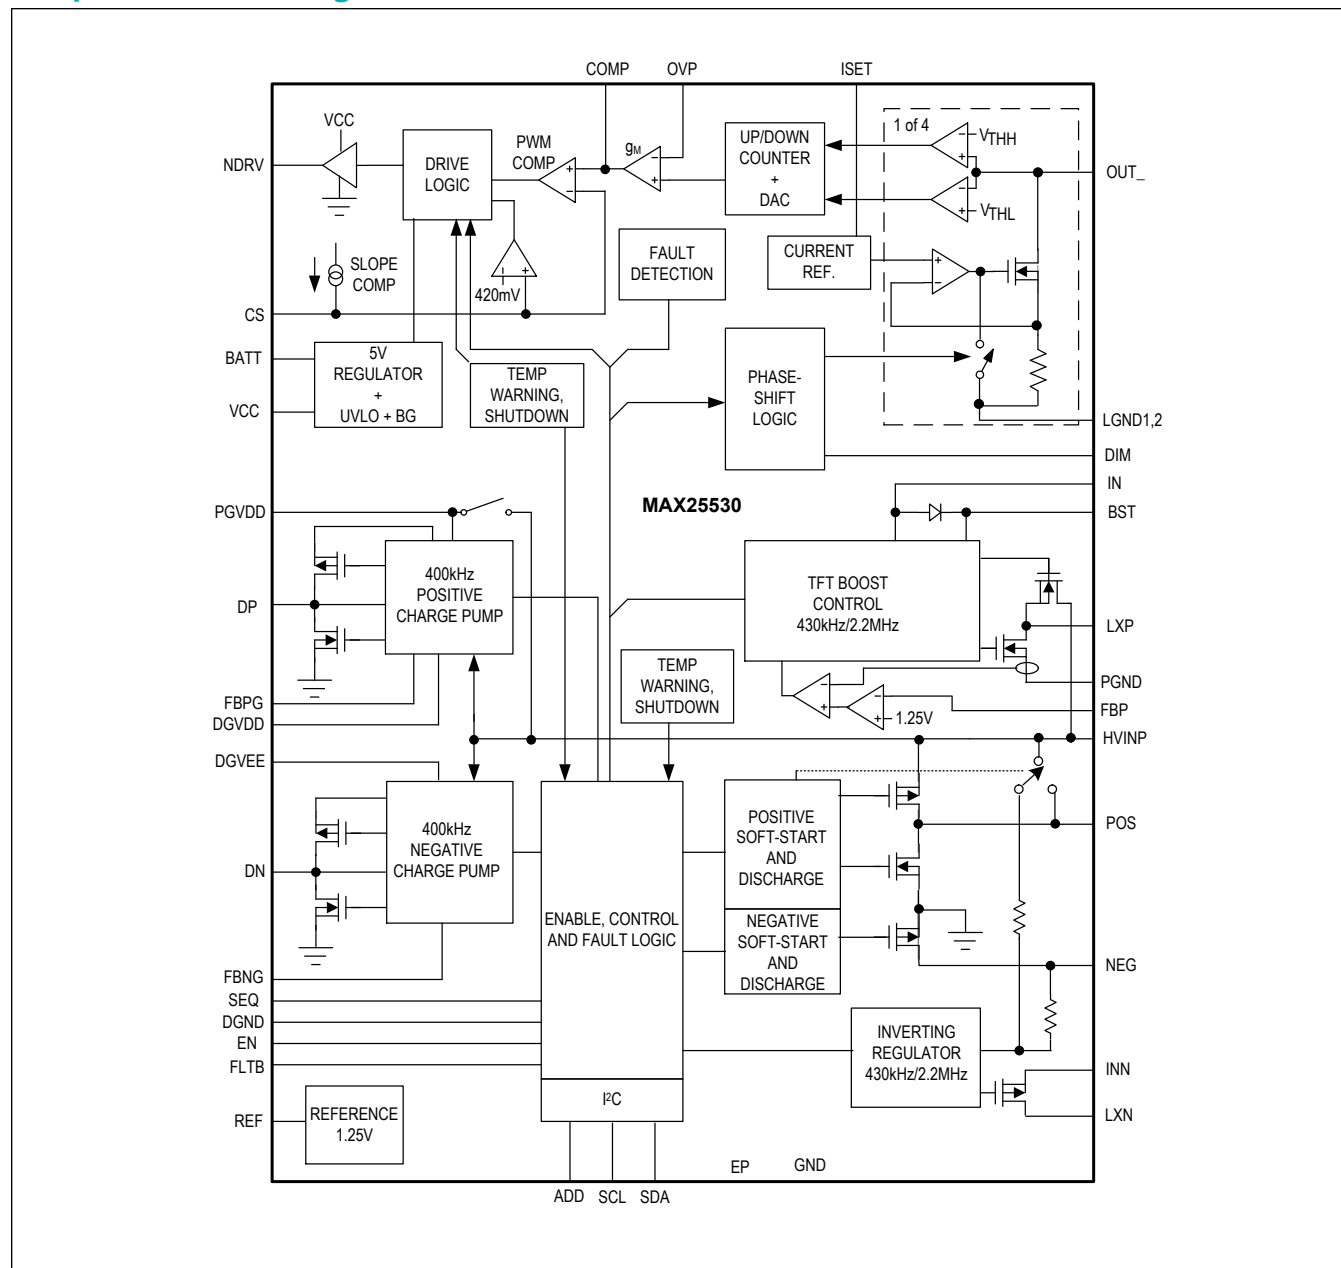 COMP OVP ISET
VCC
NDRV
DRIVE
LOGIC
PWM
COMP
gM
UP/DOWN
COUNTER
+
DAC
1 of 4
VTHH
VTHL
OUT_
SLOPE
COMP
420mV
FAULT
DETECTION
CURRENT
REF.
CS
BATT
VCC
5V
REGULATOR
+
UVLO + BG
TEMP
WARNING,
SHUTDOWN
PHASE-
SHIFT
LOGIC
LGND1,2
DIM
IN
BST
MAX25530
PGVDD
400kHz
POSITIVE
CHARGE PUMP
DP
TFT BOOST
CONTROL
430kHz/2.2MHz
LXP
PGND
FBP
1.25V
HVINP
FBPG
DGVDD
DGVEE
TEMP
WARNING,
SHUTDOWN
400kHz
NEGATIVE
CHARGE PUMP
DN
FBNG
SEQ
DGND
EN
FLTB
ENABLE, CONTROL
AND FAULT LOGIC
I²C
POSITIVE
SOFT-START
AND
DISCHARGE
NEGATIVE
SOFT-START
AND
DISCHARGE
POS
NEG
INVERTING
REGULATOR
430kHz/2.2MHz
INN
LXN
REF
REFERENCE
1.25V
EP GND
ADD SCL SDA